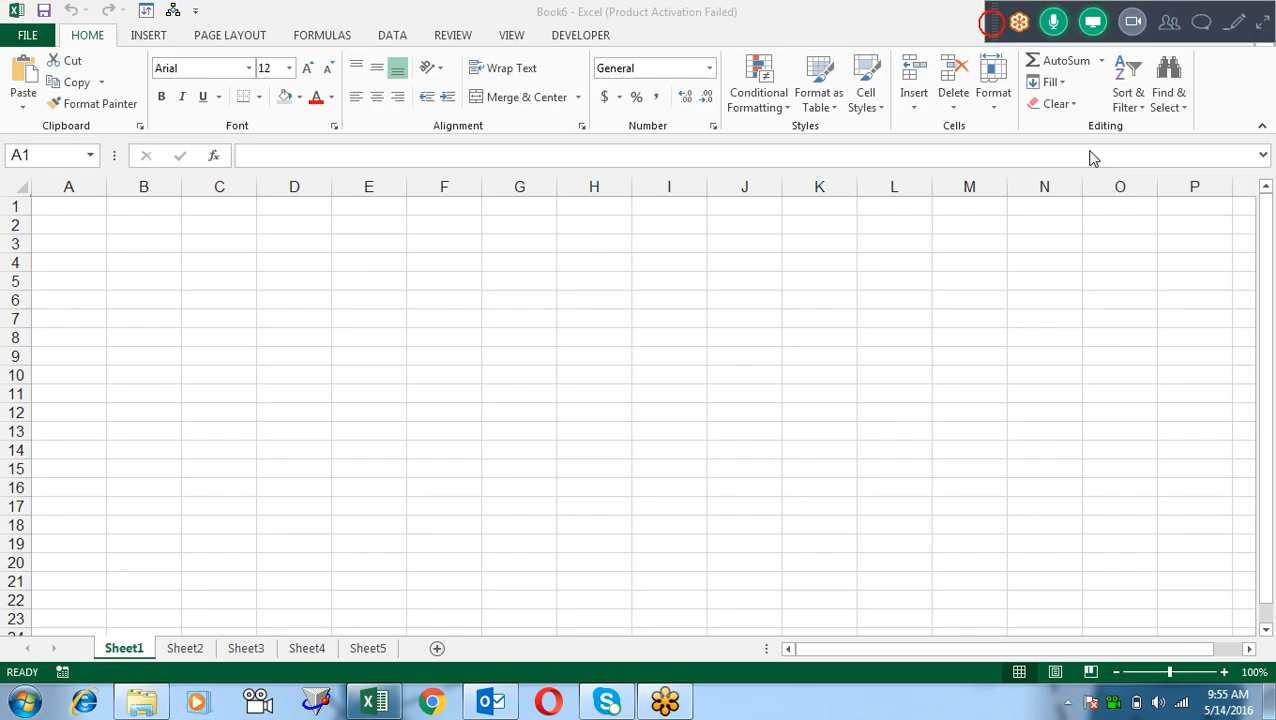 Book6 - Excel (Product Activation Failed)
FILE HOME INSERT PAGE LAYOUT FORMULAS DATA REVIEW VIEW DEVELOPER
Paste
Cut
Copy
Format Painter
Clipboard
Arial 12
B I U
Font
Wrap Text
Merge & Center
Alignment
General
$ % ,
Number
Conditional Formatting
Format as Table
Cell Styles
Styles
Insert
Delete
Format
Cells
AutoSum
Fill
Clear
Sort & Filter
Find & Select
Editing
A1
fx
A B C D E F G H I J K L M N O P
1
2
3
4
5
6
7
8
9
10
11
12
13
14
15
16
17
18
19
20
21
22
23
Sheet1 Sheet2 Sheet3 Sheet4 Sheet5
READY
100%
9:55 AM
5/14/2016